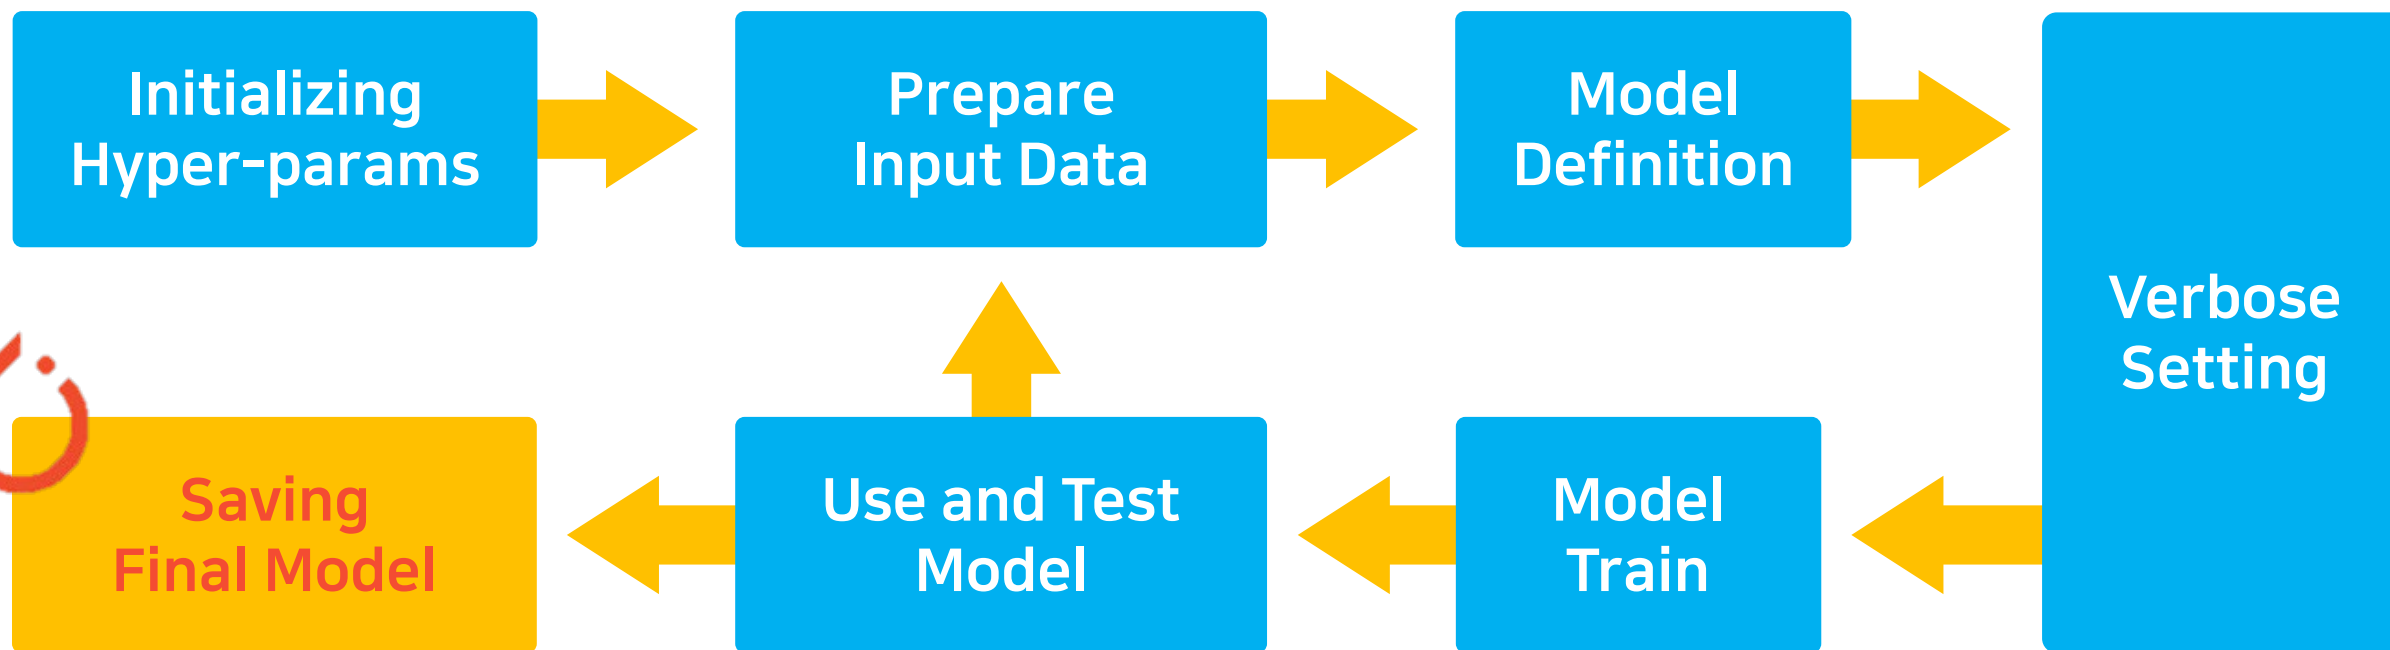 Initializing
Hyper-params
Prepare
Input Data
Model
Definition
Verbose
Setting
Saving
Final Model
Use and Test
Model
Model
Train